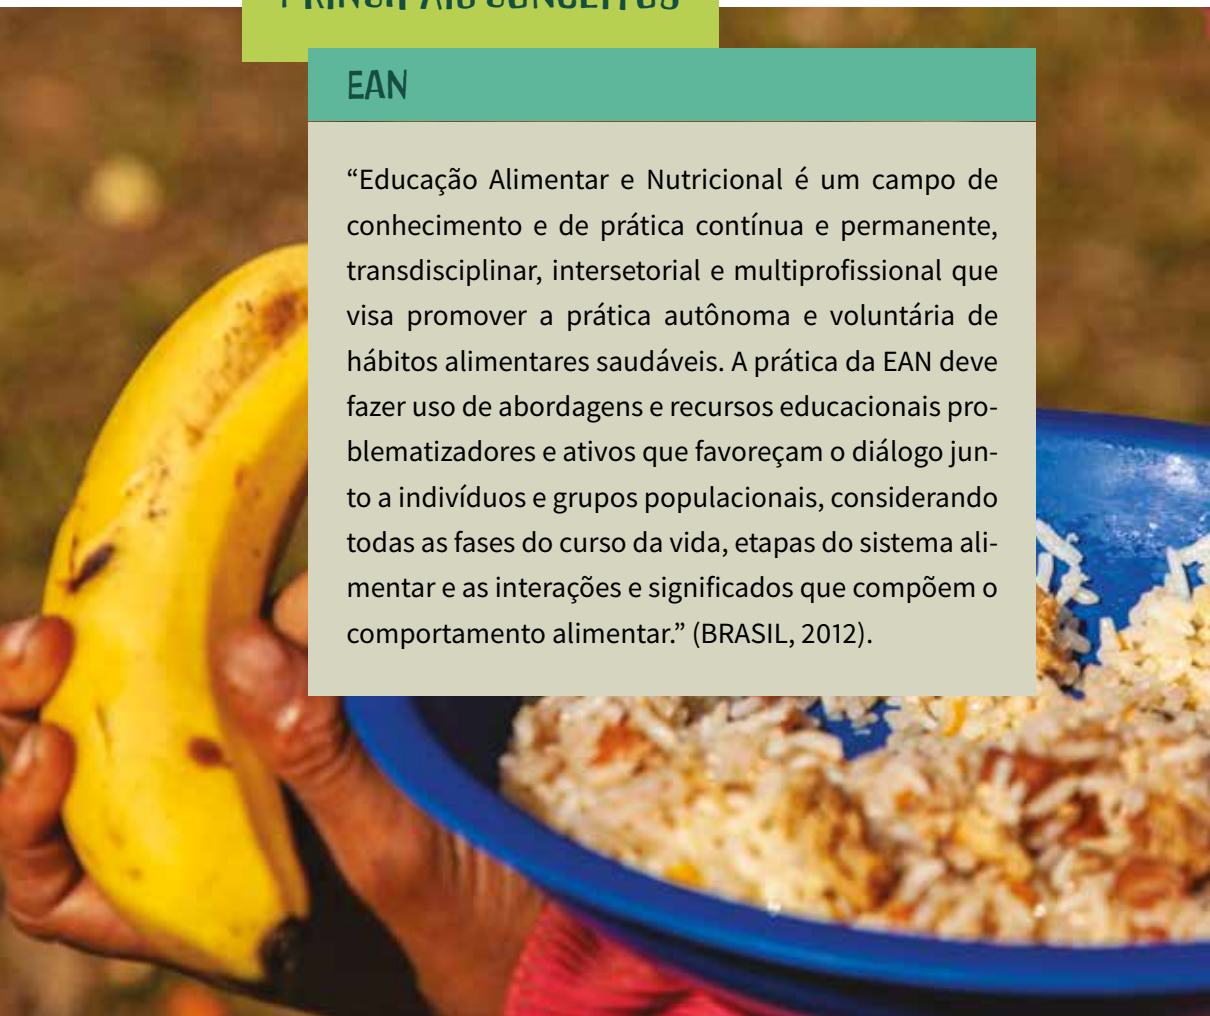 PRINCIPAIS CONCEITOS
EAN
“Educação Alimentar e Nutricional é um campo de
conhecimento e de prática contínua e permanente,
transdisciplinar, intersetorial e multiprofissional que
visa promover a prática autônoma e voluntária de
hábitos alimentares saudáveis. A prática da EAN deve
fazer uso de abordagens e recursos educacionais pro-
blematizadores e ativos que favoreçam o diálogo jun-
to a indivíduos e grupos populacionais, considerando
todas as fases do curso da vida, etapas do sistema ali-
mentar e as interações e significados que compõem o
comportamento alimentar.” (BRASIL, 2012).